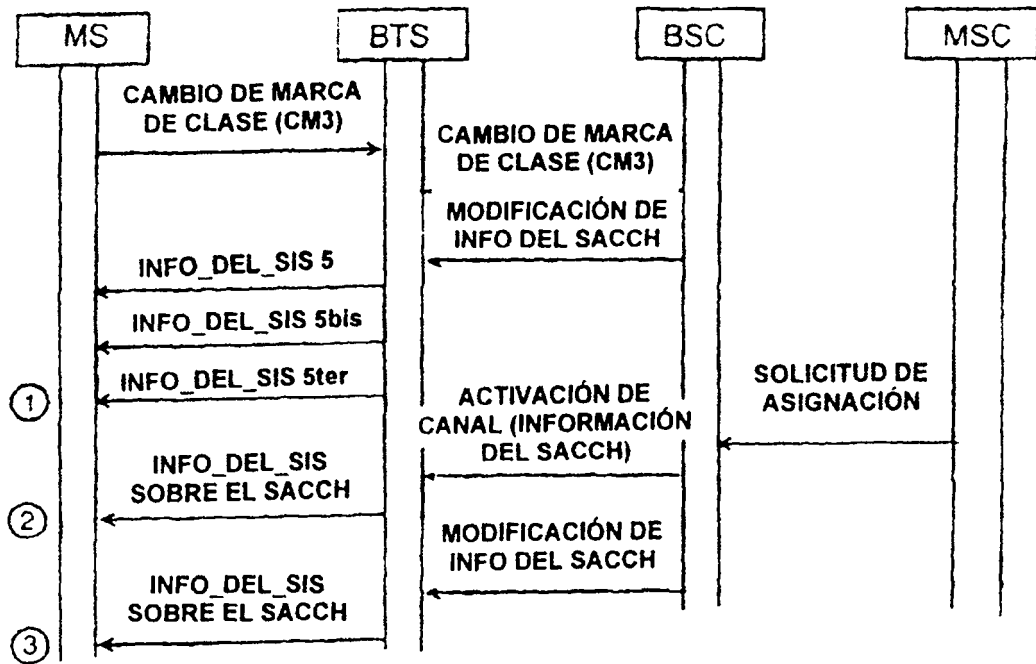 MS
BTS
BSC
MSC
CAMBIO DE MARCA
DE CLASE (CM3)
CAMBIO DE MARCA
DE CLASE (CM3)
MODIFICACIÓN DE
INFO DEL SACCH
INFO_DEL_SIS 5
INFO_DEL_SIS 5bis
INFO_DEL_SIS 5ter
1
SOLICITUD DE
ASIGNACIÓN
ACTIVACIÓN DE
CANAL (INFORMACIÓN
DEL SACCH)
INFO_DEL_SIS
SOBRE EL SACCH
2
MODIFICACIÓN DE
INFO DEL SACCH
INFO_DEL_SIS
SOBRE EL SACCH
3